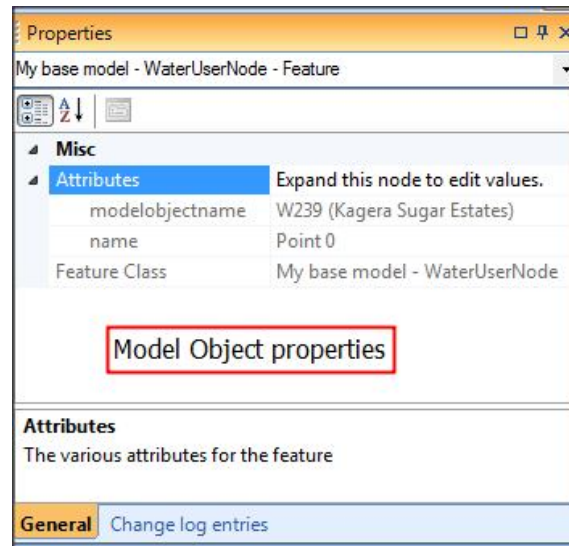 Properties
My base model - WaterUserNode - Feature
Misc
Attributes Expand this node to edit values.
modelobjectname W239 (Kagera Sugar Estates)
name Point 0
Feature Class My base model - WaterUserNode
Model Object properties
Attributes
The various attributes for the feature
General Change log entries